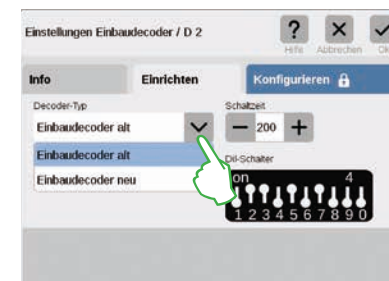 Einstellungen Einbaudecoder / D 2
?
Hilfe
Abbrechen
Ok
Info
Einrichten
Konfigurieren
Decoder-Typ
Schaltzeit
Einbaudecoder alt
200
Einbaudecoder alt
Einbaudecoder neu
Dil-Schalter
on 4
1 2 3 4 5 6 7 8 9 0